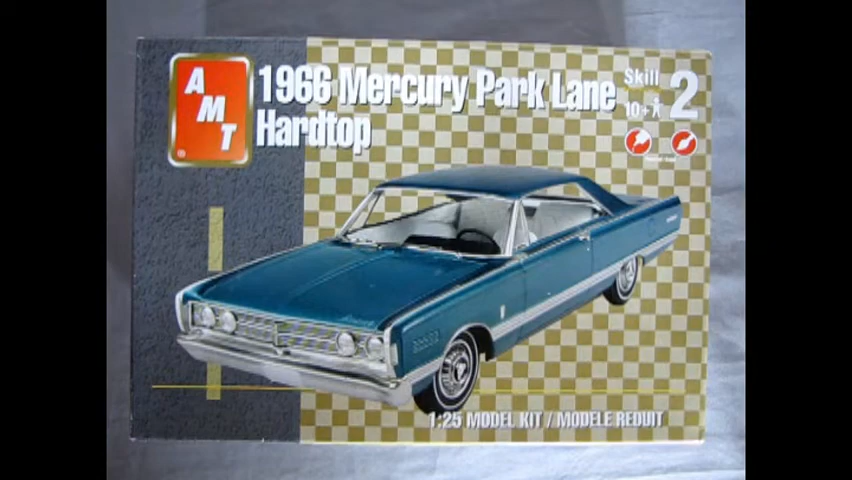 AMT
®
1966 Mercury Park Lane
Hardtop
Skill
2
10+
1:25 MODEL KIT / MODELE REDUIT